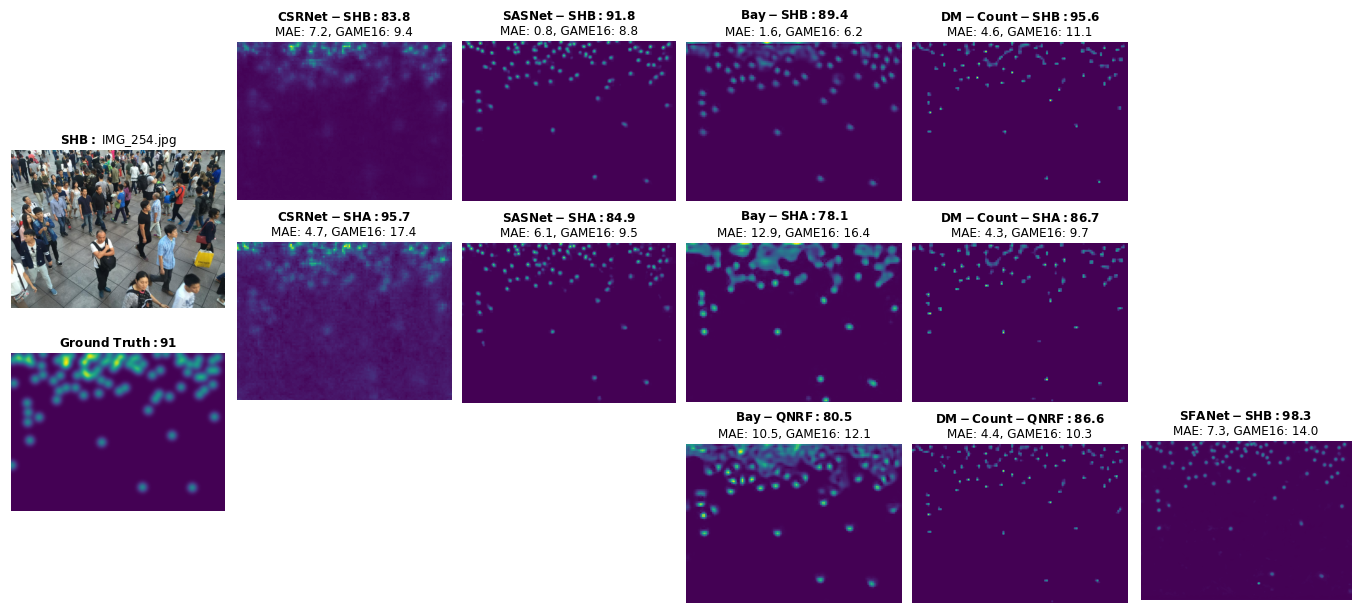 CSRNet − SHB : 83.8
MAE: 7.2, GAME16: 9.4
SASNet − SHB : 91.8
MAE: 0.8, GAME16: 8.8
Bay − SHB : 89.4
MAE: 1.6, GAME16: 6.2
DM − Count − SHB : 95.6
MAE: 4.6, GAME16: 11.1
SHB : IMG_254.jpg
CSRNet − SHA : 95.7
MAE: 4.7, GAME16: 17.4
SASNet − SHA : 84.9
MAE: 6.1, GAME16: 9.5
Bay − SHA : 78.1
MAE: 12.9, GAME16: 16.4
DM − Count − SHA : 86.7
MAE: 4.3, GAME16: 9.7
Ground Truth : 91
Bay − QNRF : 80.5
MAE: 10.5, GAME16: 12.1
DM − Count − QNRF : 86.6
MAE: 4.4, GAME16: 10.3
SFANet − SHB : 98.3
MAE: 7.3, GAME16: 14.0